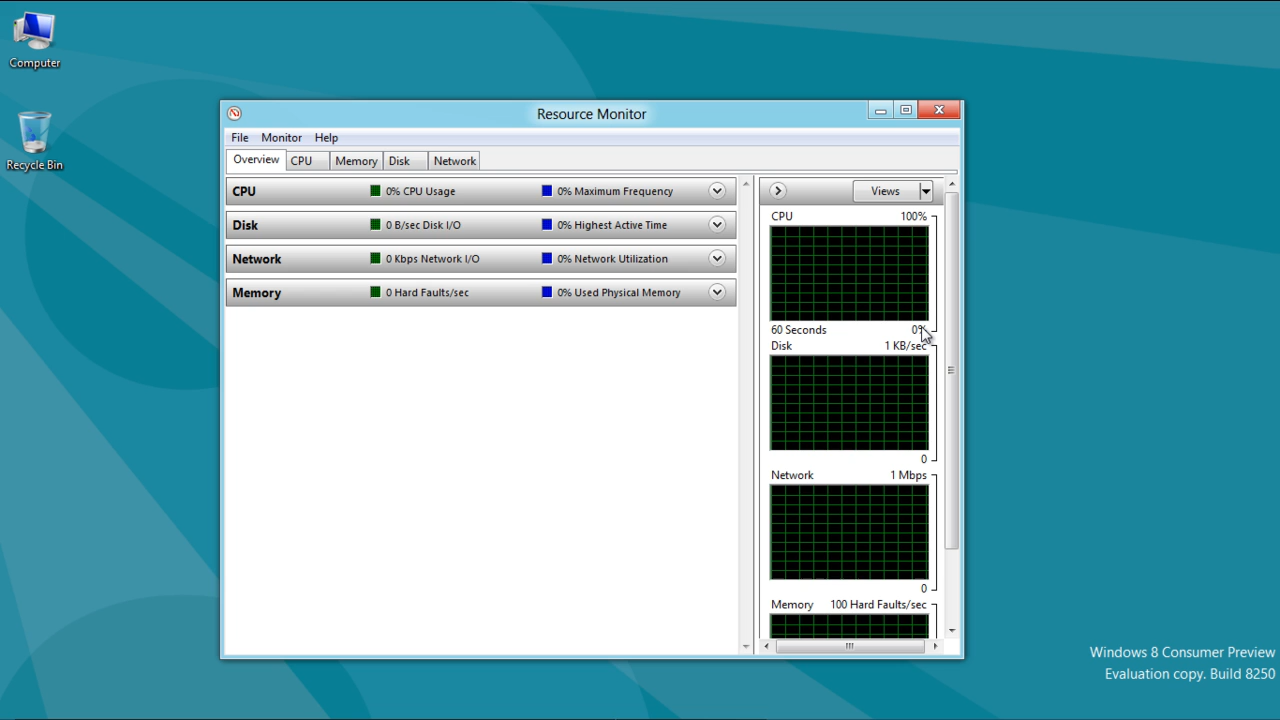 Computer
Recycle Bin
Resource Monitor
File Monitor Help
Overview CPU Memory Disk Network
CPU 0% CPU Usage 0% Maximum Frequency
Disk 0 B/sec Disk I/O 0% Highest Active Time
Network 0 Kbps Network I/O 0% Network Utilization
Memory 0 Hard Faults/sec 0% Used Physical Memory
Views
CPU 100%
60 Seconds 0%
Disk 1 KB/sec
0
Network 1 Mbps
0
Memory 100 Hard Faults/sec
Windows 8 Consumer Preview
Evaluation copy. Build 8250